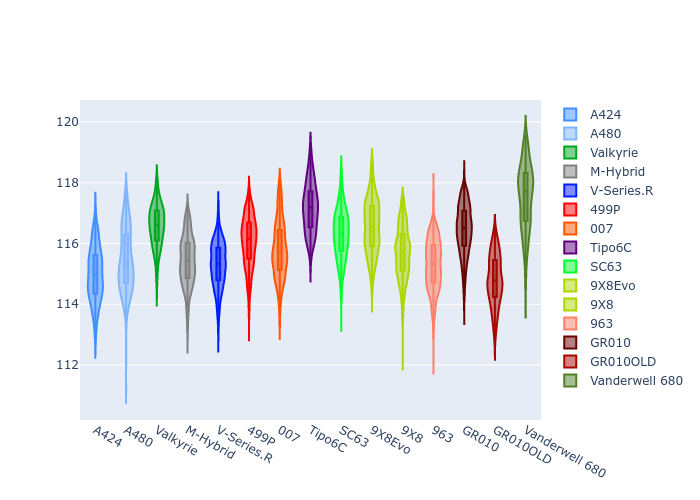 120
118
116
114
112
A424
A480
Valkyrie
M-Hybrid
V-Series.R
499P
007
Tipo6C
SC63
9X8Evo
9X8
963
GR010
GR010OLD
Vanderwell 680
A424
A480
Valkyrie
M-Hybrid
V-Series.R
499P
007
Tipo6C
SC63
9X8Evo
9X8
963
GR010
GR010OLD
Vanderwell 680